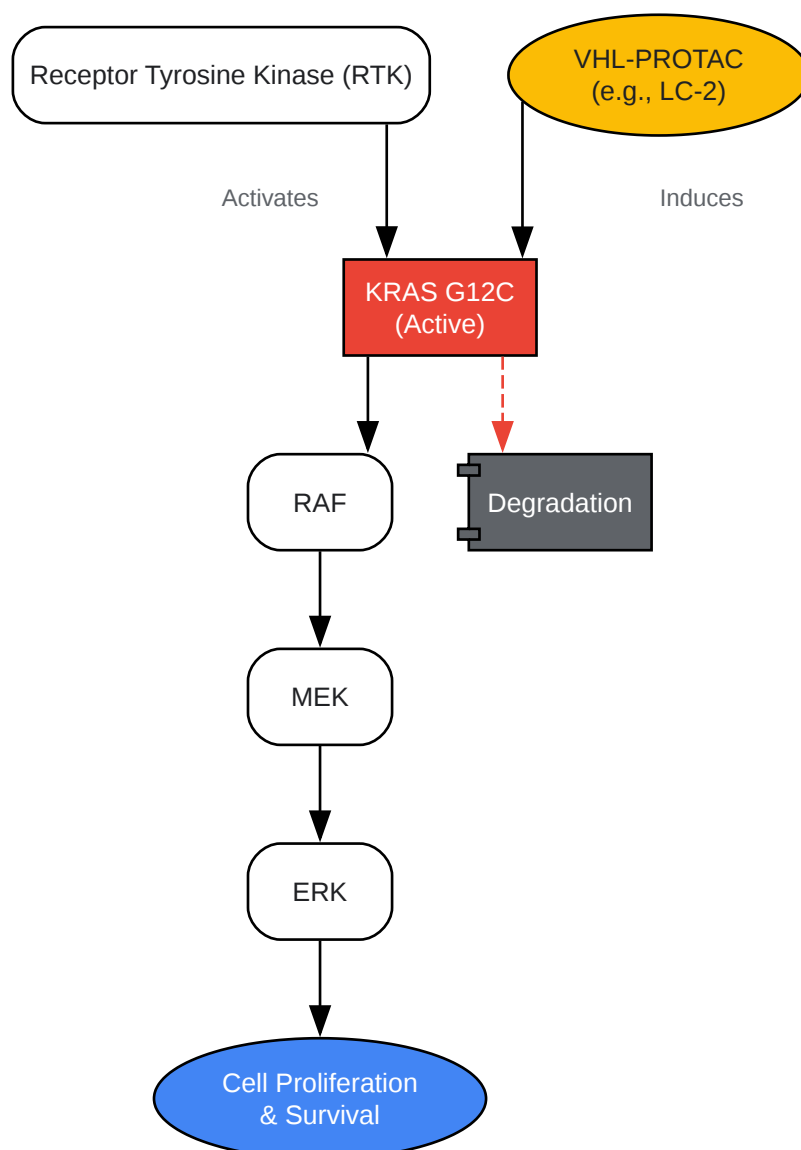 Receptor Tyrosine Kinase (RTK)
VHL-PROTAC
(e.g., LC-2)
Activates
Induces
KRAS G12C
(Active)
RAF
Degradation
MEK
ERK
Cell Proliferation
& Survival